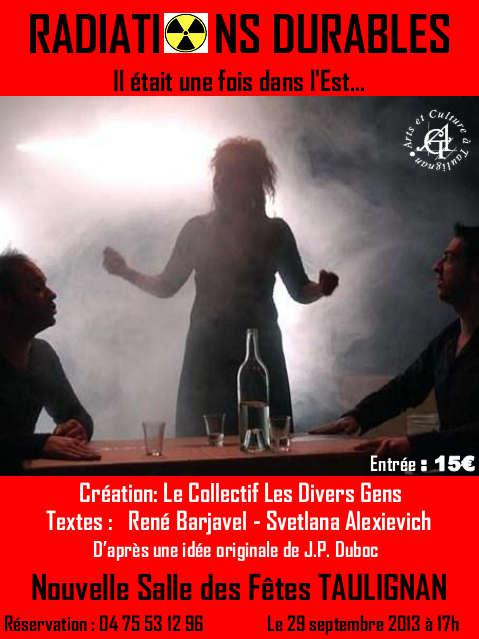 RADIATI NS DURABLES
Il était une fois dans l'Est...
Arts et Culture à Taulignan
Entrée : 15€
Création: Le Collectif Les Divers Gens
Textes : René Barjavel - Svetlana Alexievich
D'après une idée originale de J.P. Duboc
Nouvelle Salle des Fêtes TAULIGNAN
Réservation : 04 75 53 12 96 Le 29 septembre 2013 à 17h